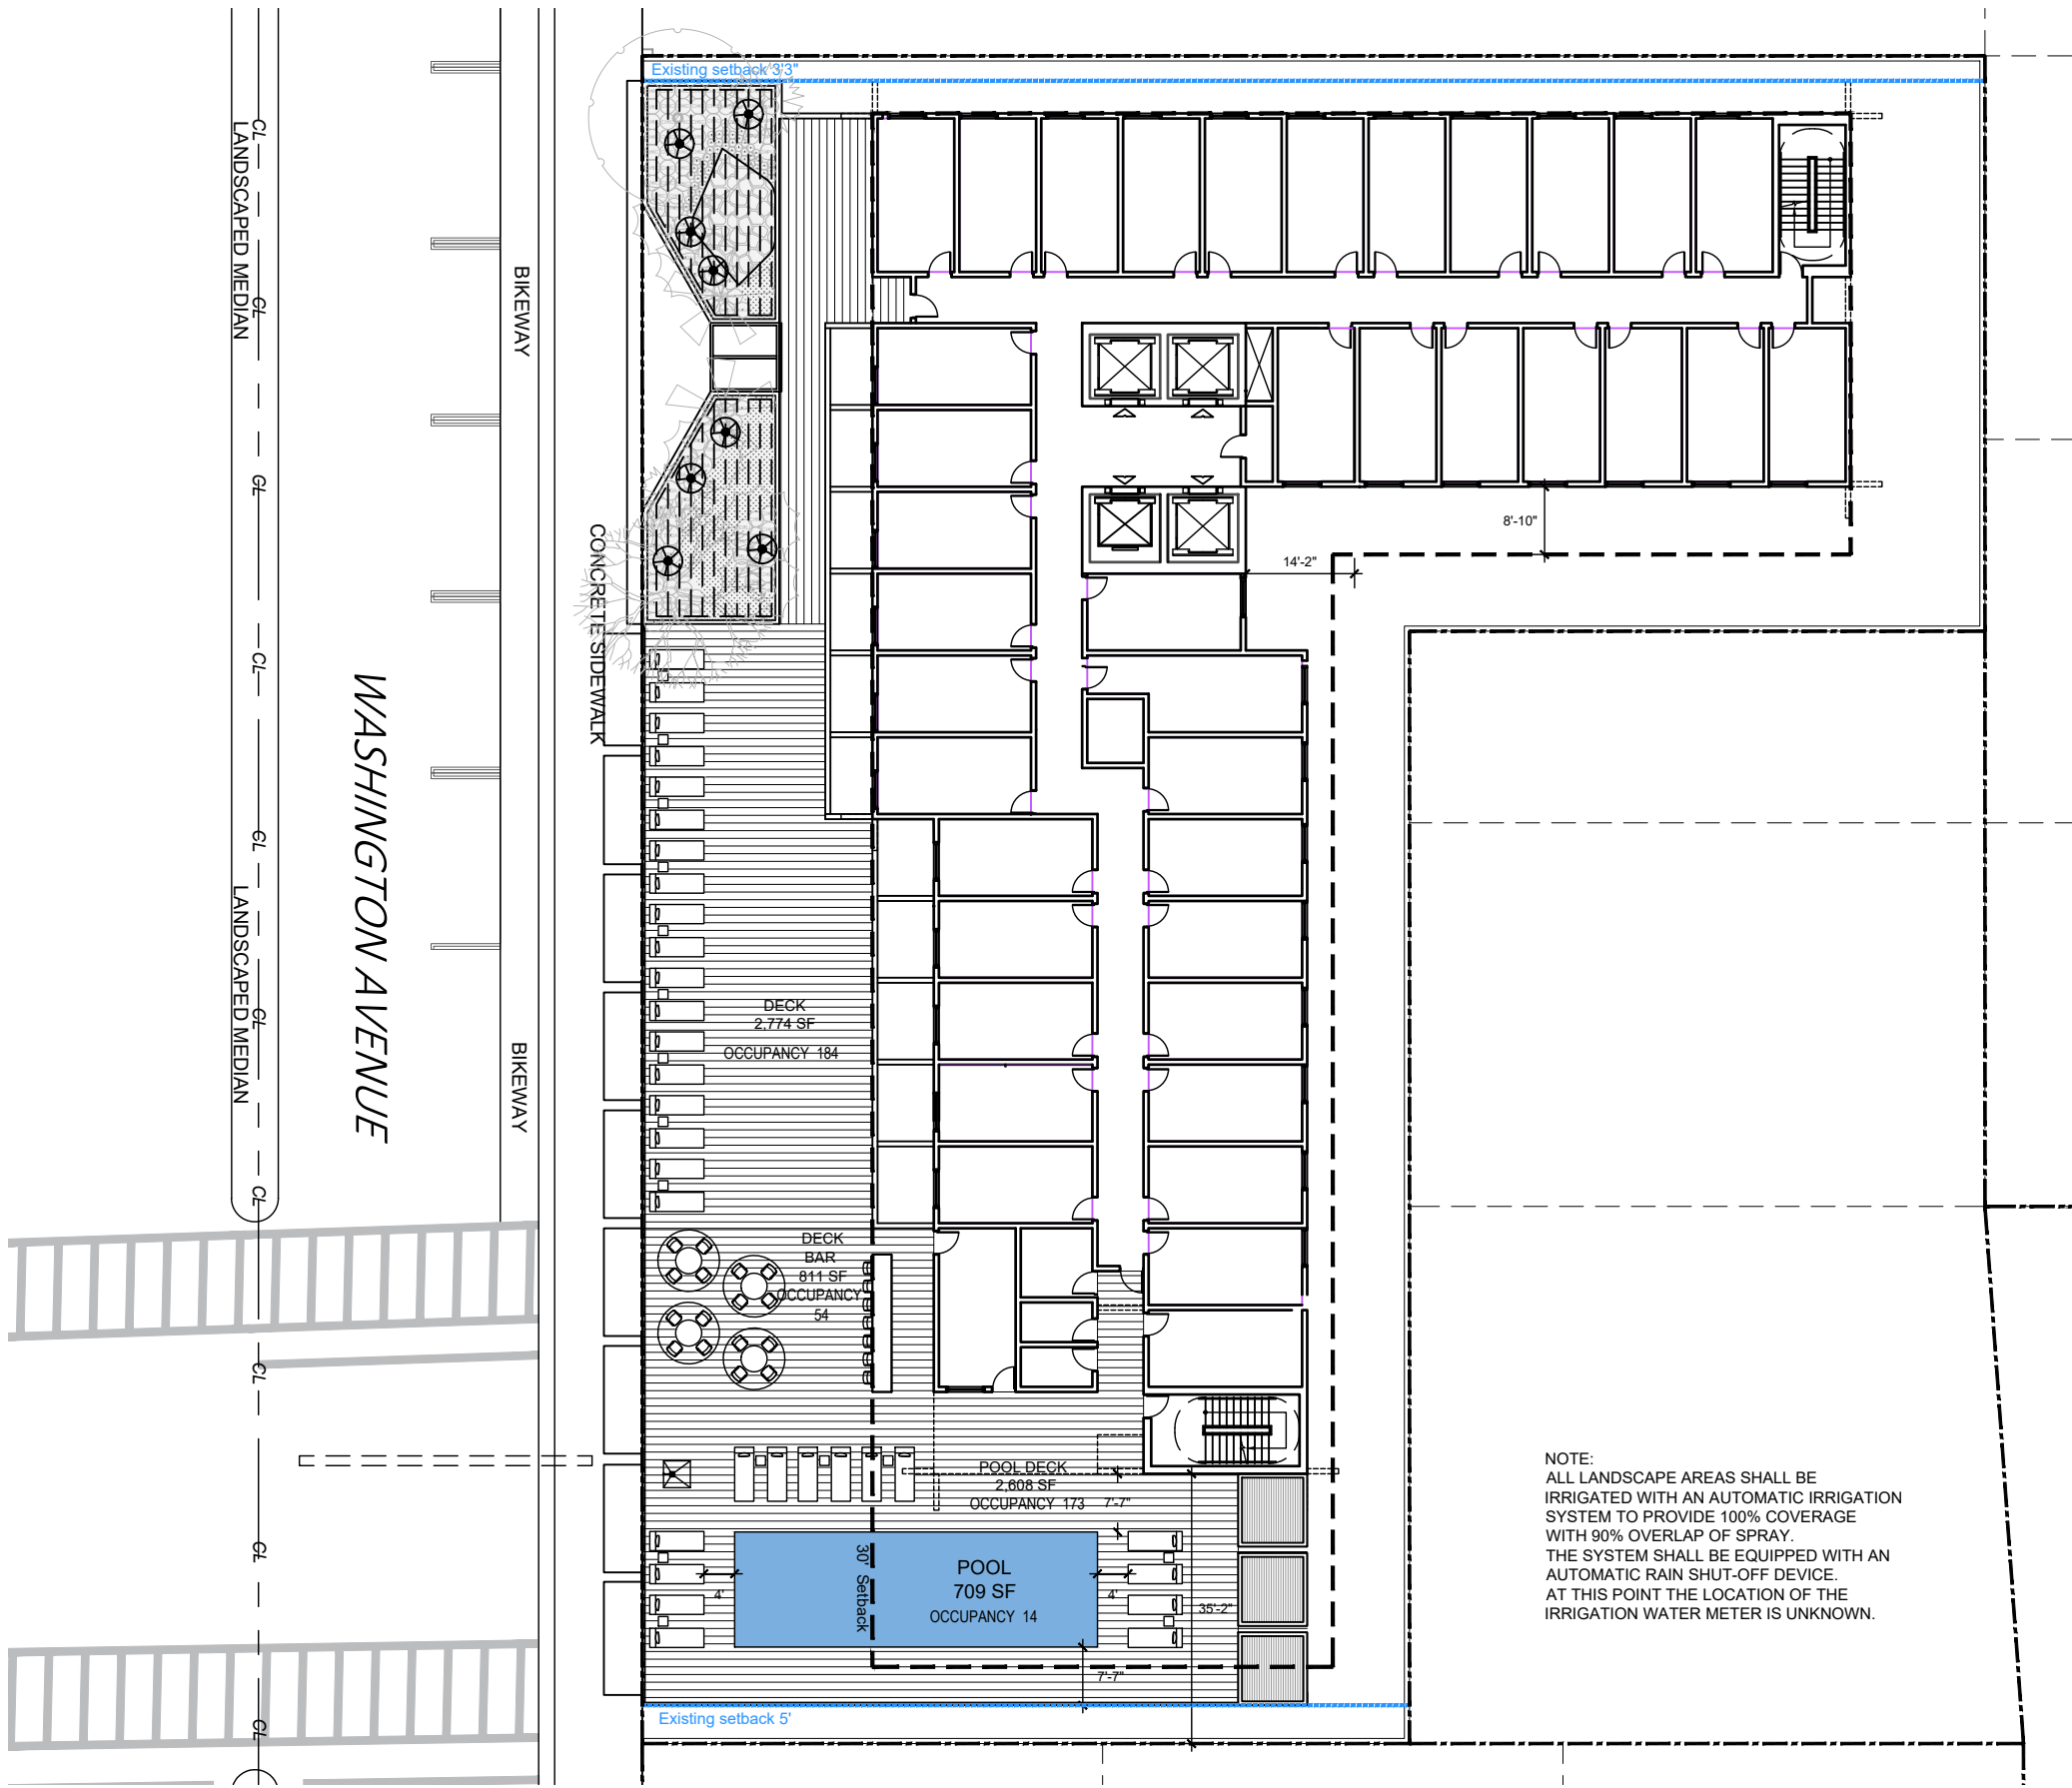 Existing setback 3'3"
CL
LANDSCAPED MEDIAN
CL
BIKEWAY
CL
8'-10"
CONCRETE SIDEWALK
14'-2"
CL
WASHINGTON AVENUE
CL
LANDSCAPED MEDIAN
DECK
2,774 SF
OCCUPANCY 184
CL
BIKEWAY
CL
DECK
BAR
811 SF
OCCUPANCY
54
CL
POOL DECK
2,608 SF
OCCUPANCY 173
7'-7"
NOTE:
ALL LANDSCAPE AREAS SHALL BE
IRRIGATED WITH AN AUTOMATIC IRRIGATION
SYSTEM TO PROVIDE 100% COVERAGE
WITH 90% OVERLAP OF SPRAY.
THE SYSTEM SHALL BE EQUIPPED WITH AN
AUTOMATIC RAIN SHUT-OFF DEVICE.
AT THIS POINT THE LOCATION OF THE
IRRIGATION WATER METER IS UNKNOWN.
CL
30' Setback
POOL
709 SF
OCCUPANCY 14
4'
4'
35'-2"
7'-7"
Existing setback 5'
CL